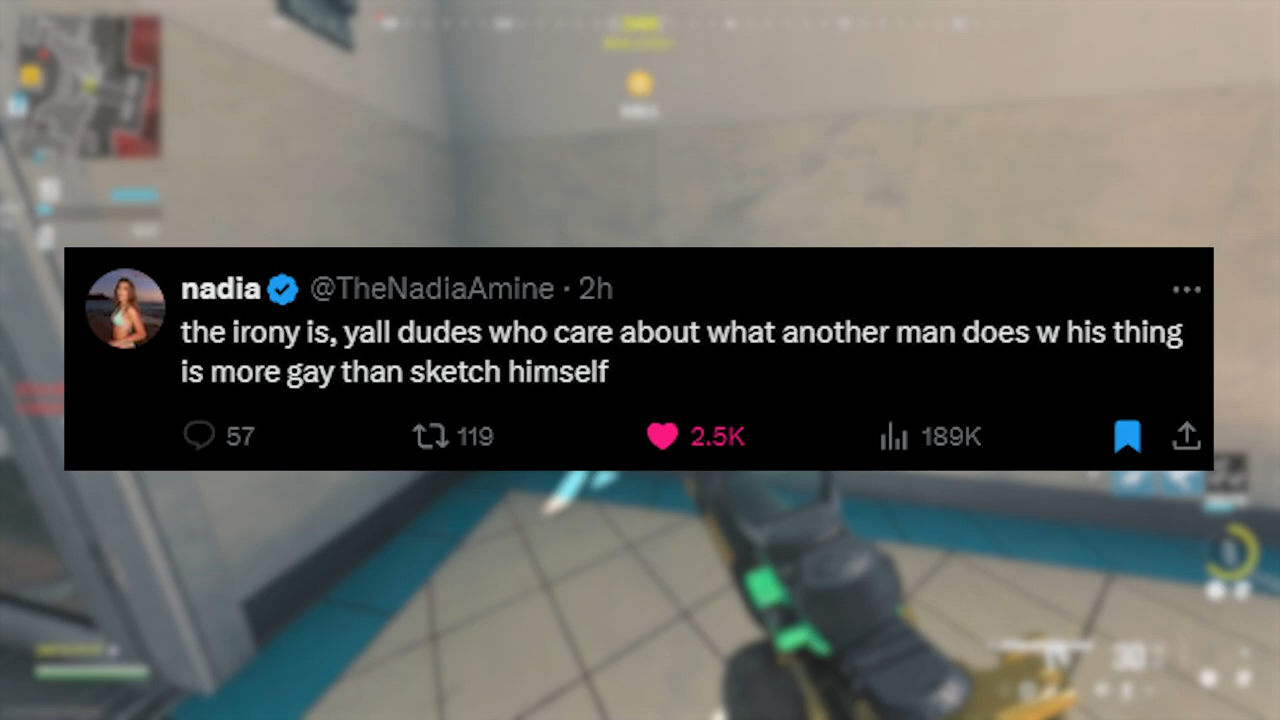 nadia @TheNadiaAmine · 2h
the irony is, yall dudes who care about what another man does w his thing
is more gay than sketch himself
57 119 2.5K 189K